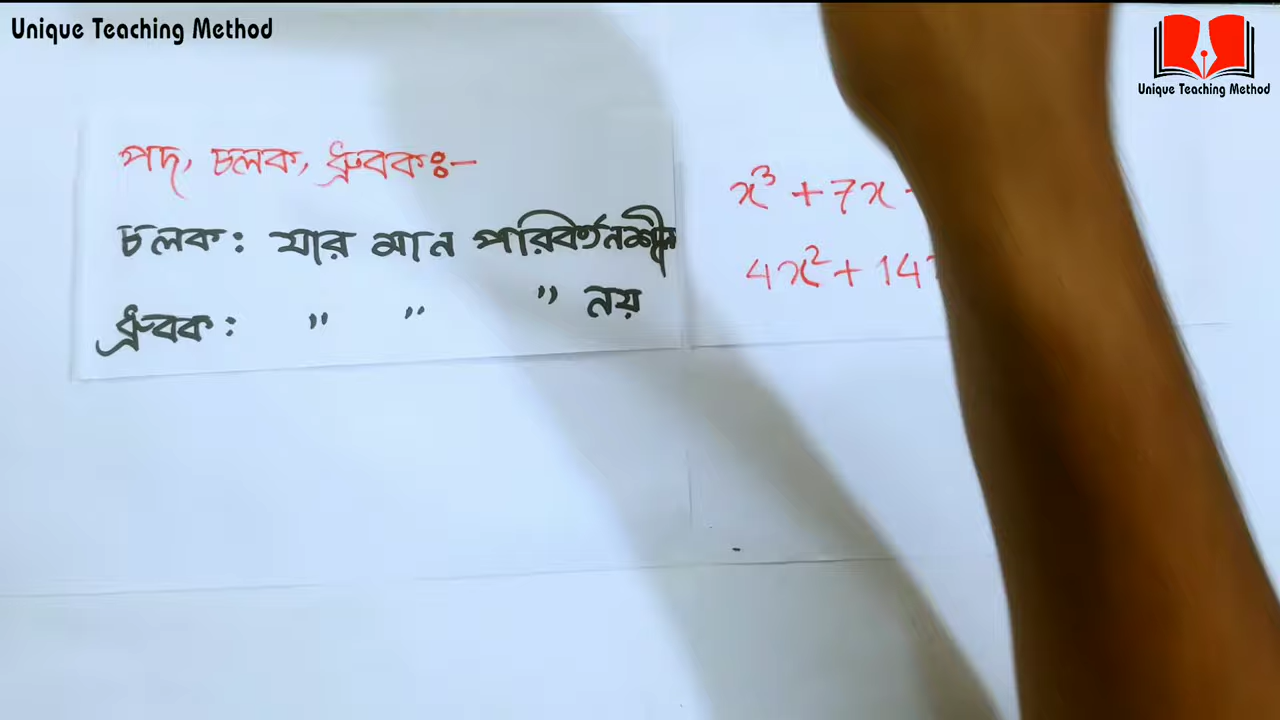 Unique Teaching Method
Unique Teaching Method
পদ, চলক, ধ্রুবকঃ-
চলক : যার মান পরিবর্তনশীল
ধ্রুবক : " " " নয়
x³ + 7x
4x² + 14